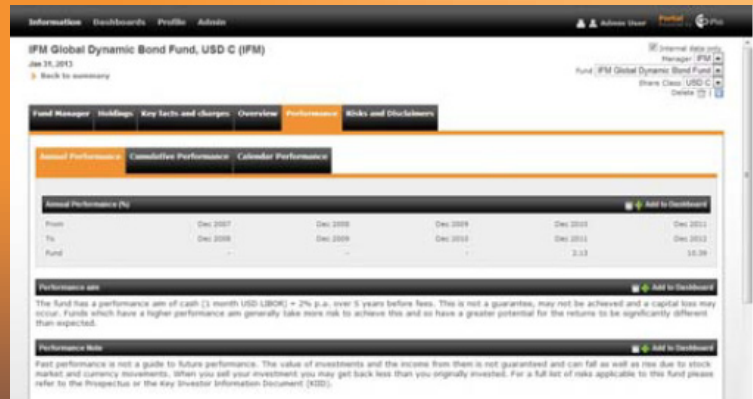 Information Dashboards Profile Admin
Admin User Portal Powered by Pro
IFM Global Dynamic Bond Fund, USD C (IFM)
Jan 31, 2013
Back to summary
Internal data only
Manager IFM
Fund IFM Global Dynamic Bond Fund
Share Class USD C
Delete
Fund Manager Holdings Key facts and charges Overview Performance Risks and Disclaimers
Annual Performance Cumulative Performance Calendar Performance
Annual Performance (%) Add to Dashboard
From Dec 2007 Dec 2008 Dec 2009 Dec 2010 Dec 2011
To Dec 2008 Dec 2009 Dec 2010 Dec 2011 Dec 2012
Fund - - - 2.13 10.39
Performance aim Add to Dashboard
The fund has a performance aim of cash (1 month USD LIBOR) + 2% p.a. over 5 years before fees. This is not a guarantee, may not be achieved and a capital loss may
occur. Funds which have a higher performance aim generally take more risk to achieve this and so have a greater potential for the returns to be significantly different
than expected.
Performance Note Add to Dashboard
Past performance is not a guide to future performance. The value of investments and the income from them is not guaranteed and can fall as well as rise due to stock
market and currency movements. When you sell your investment you may get back less than you originally invested. For a full list of risks applicable to this fund please
refer to the Prospectus or the Key Investor Information Document (KIID).